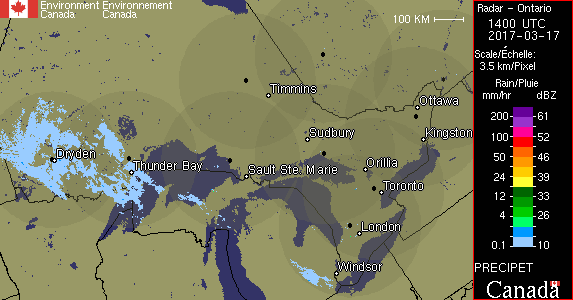 Environment Environnement
Canada Canada
100 KM
Timmins
Ottawa
Sudbury
Kingston
Dryden
Thunder Bay
Sault Ste. Marie
Orillia
Toronto
London
Windsor
Radar - Ontario
1400 UTC
2017-03-17
Scale/Échelle:
3.5 km/Pixel
Rain/Pluie
mm/hr dBZ
200 61
100 52
50 46
24 39
12 33
4 26
0.1 10
PRECIPET
Canada